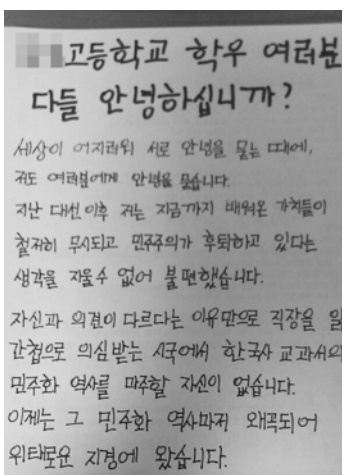 고등학교 학우 여러분
다들 안녕하십니까?
세상이 어지러워 서로 안녕을 묻는 때에,
저도 여러분에게 안녕을 묻습니다.
지난 대선이후 저는 지금까지 배워온 가치들이
철저히 무시되고 민주주의가 후퇴하고 있다는
생각을 지울수 없어 불편했습니다.
자신과 의견이 다르다는 이유만으로 직장을 잃
간첩으로 의심받는 시국에서 한국사 교과서의
민주화 역사를 마주할 자신이 없습니다.
이제는 그 민주화 역사마저 왜곡되어
위태로운 지경에 왔습니다.